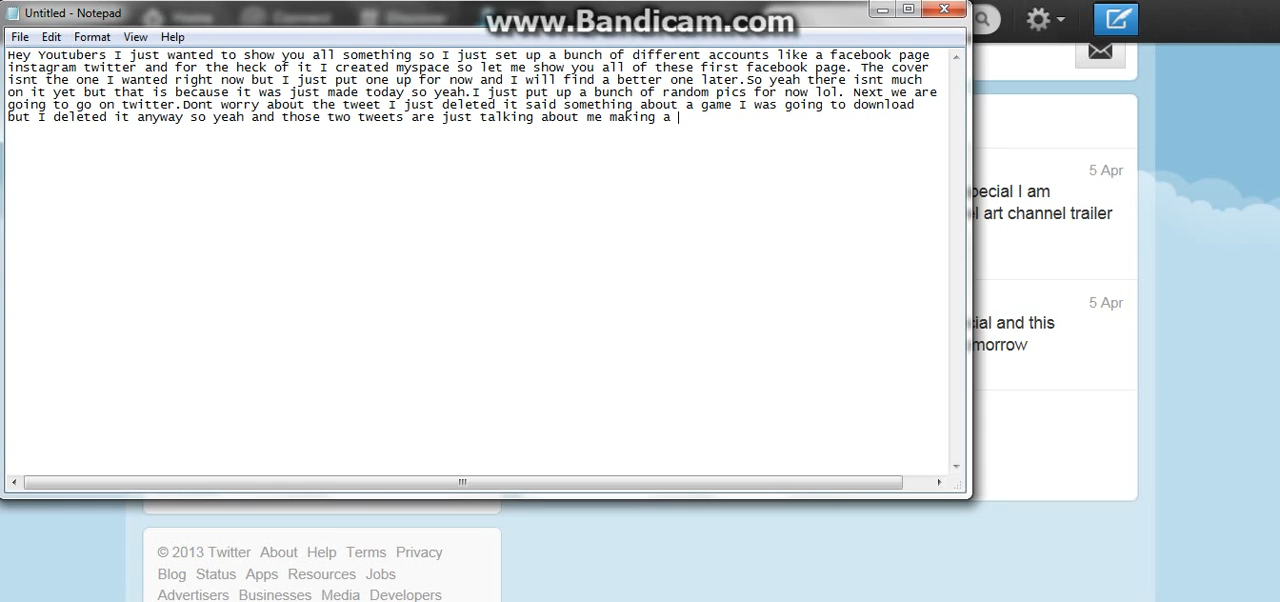 Untitled - Notepad
www.Bandicam.com
File Edit Format View Help
Hey Youtubers I just wanted to show you all something so I just set up a bunch of different accounts like a facebook page
instagram twitter and for the heck of it I created myspace so let me show you all of these first facebook page. The cover
isnt the one I wanted right now but I just put one up for now and I will find a better one later.So yeah there isnt much
on it yet but that is because it was just made today so yeah.I just put up a bunch of random pics for now lol. Next we are
going to go on twitter.Dont worry about the tweet I just deleted it said something about a game I was going to download
but I deleted it anyway so yeah and those two tweets are just talking about me making a
5 Apr
pecial I am
el art channel trailer
5 Apr
cial and this
morrow
© 2013 Twitter About Help Terms Privacy
Blog Status Apps Resources Jobs
Advertisers Businesses Media Developers